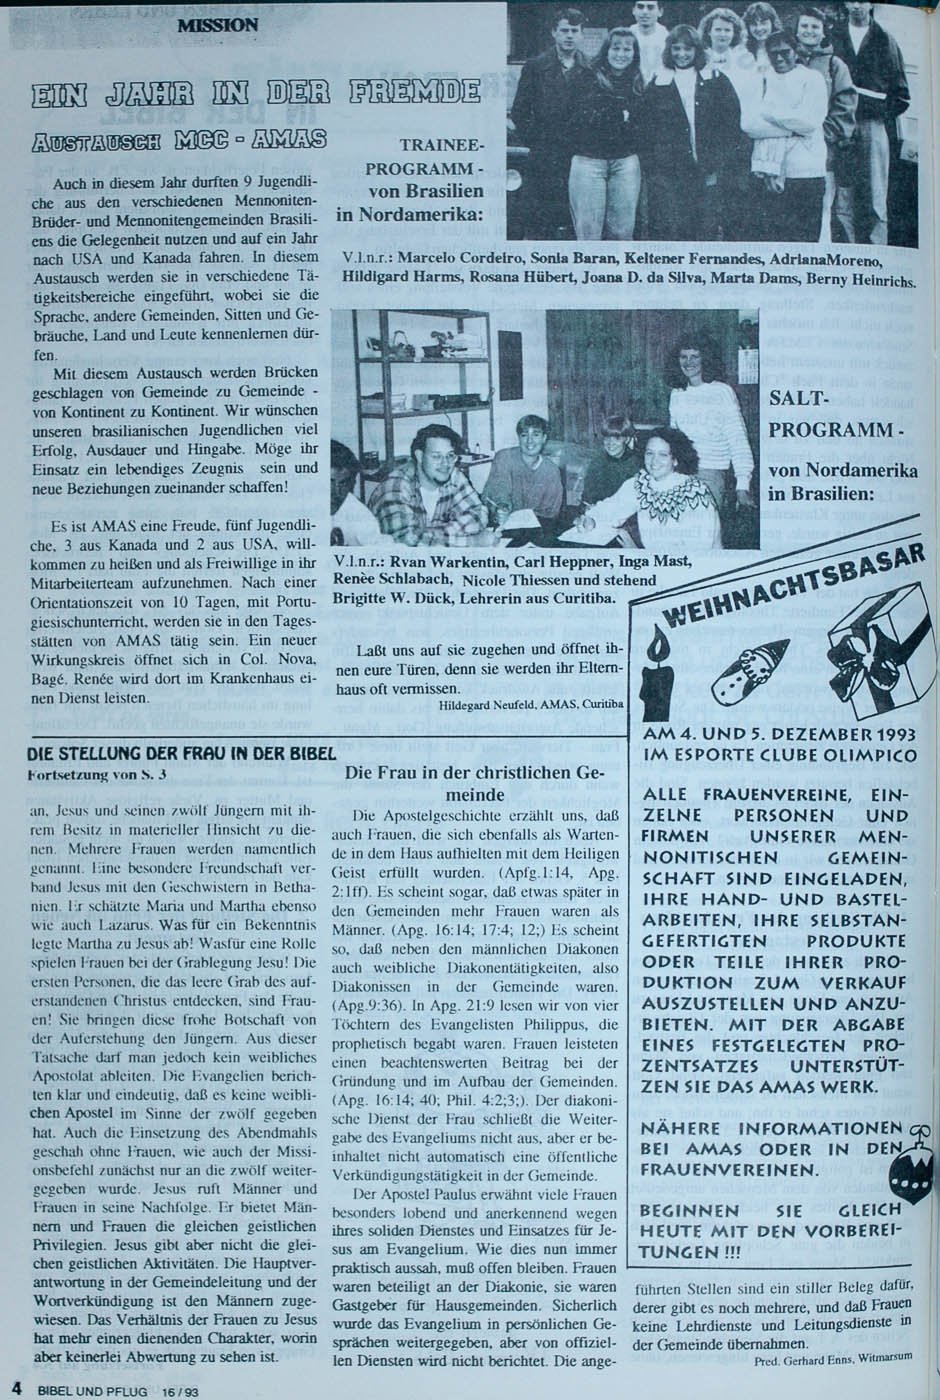 MISSION
EIN JAHR IN DER FREMDE
AUSTAUSCH MCC - AMAS
Auch in diesem Jahr durften 9 Jugendli-
che aus den verschiedenen Mennoniten-
Brüder- und Mennonitengemeinden Brasili-
ens die Gelegenheit nutzen und auf ein Jahr
nach USA und Kanada fahren. In diesem
Austausch werden sie in verschiedene Tä-
tigkeitsbereiche eingeführt, wobei sie die
Sprache, andere Gemeinden, Sitten und Ge-
bräuche, Land und Leute kennenlernen dür-
fen.
Mit diesem Austausch werden Brücken
geschlagen von Gemeinde zu Gemeinde -
von Kontinent zu Kontinent. Wir wünschen
unseren brasilianischen Jugendlichen viel
Erfolg, Ausdauer und Hingabe. Möge ihr
Einsatz ein lebendiges Zeugnis sein und
neue Beziehungen zueinander schaffen!
Es ist AMAS eine Freude, fünf Jugendli-
che, 3 aus Kanada und 2 aus USA, will-
kommen zu heißen und als Freiwillige in ihr
Mitarbeiterteam aufzunehmen. Nach einer
Orientationszeit von 10 Tagen, mit Portu-
giesischunterricht, werden sie in den Tages-
stätten von AMAS tätig sein. Ein neuer
Wirkungskreis öffnet sich in Col. Nova,
Bagé. Renée wird dort im Krankenhaus ei-
nen Dienst leisten.
TRAINEE-
PROGRAMM -
von Brasilien
in Nordamerika:
V.l.n.r.: Marcelo Cordeiro, Sonia Baran, Keltener Fernandes, AdrianaMoreno,
Hildigard Harms, Rosana Hübert, Joana D. da Silva, Marta Dams, Berny Heinrichs.
SALT-
PROGRAMM -
von Nordamerika
in Brasilien:
V.l.n.r.: Rvan Warkentin, Carl Heppner, Inga Mast,
Renèe Schlabach, Nicole Thiessen und stehend
Brigitte W. Dück, Lehrerin aus Curitiba.
Laßt uns auf sie zugehen und öffnet ih-
nen eure Türen, denn sie werden ihr Eltern-
haus oft vermissen.
Hildegard Neufeld, AMAS, Curitiba
DIE STELLUNG DER FRAU IN DER BIBEL
Fortsetzung von S. 3
an, Jesus und seinen zwölf Jüngern mit ih-
rem Besitz in materieller Hinsicht zu die-
nen. Mehrere Frauen werden namentlich
genannt. Eine besondere Freundschaft ver-
band Jesus mit den Geschwistern in Betha-
nien. Er schätzte Maria und Martha ebenso
wie auch Lazarus. Was für ein Bekenntnis
legte Martha zu Jesus ab! Wasfür eine Rolle
spielen Frauen bei der Grablegung Jesu! Die
ersten Personen, die das leere Grab des auf-
erstandenen Christus entdecken, sind Frau-
en! Sie bringen diese frohe Botschaft von
der Auferstehung den Jüngern. Aus dieser
Tatsache darf man jedoch kein weibliches
Apostolat ableiten. Die Evangelien berich-
ten klar und eindeutig, daß es keine weibli-
chen Apostel im Sinne der zwölf gegeben
hat. Auch die Einsetzung des Abendmahls
geschah ohne Frauen, wie auch der Missi-
onsbefehl zunächst nur an die zwölf weiter-
gegeben wurde. Jesus ruft Männer und
Frauen in seine Nachfolge. Er bietet Män-
nern und Frauen die gleichen geistlichen
Privilegien. Jesus gibt aber nicht die glei-
chen geistlichen Aktivitäten. Die Hauptver-
antwortung in der Gemeindeleitung und der
Wortverkündigung ist den Männern zuge-
wiesen. Das Verhältnis der Frauen zu Jesus
hat mehr einen dienenden Charakter, worin
aber keinerlei Abwertung zu sehen ist.
Die Frau in der christlichen Ge-
meinde
Die Apostelgeschichte erzählt uns, daß
auch Frauen, die sich ebenfalls als Warten-
de in dem Haus aufhielten mit dem Heiligen
Geist erfüllt wurden. (Apfg.1:14, Apg.
2:1ff). Es scheint sogar, daß etwas später in
den Gemeinden mehr Frauen waren als
Männer. (Apg. 16:14; 17:4; 12;) Es scheint
so, daß neben den männlichen Diakonen
auch weibliche Diakonentätigkeiten, also
Diakonissen in der Gemeinde waren.
(Apg.9:36). In Apg. 21:9 lesen wir von vier
Töchtern des Evangelisten Philippus, die
prophetisch begabt waren. Frauen leisteten
einen beachtenswerten Beitrag bei der
Gründung und im Aufbau der Gemeinden.
(Apg. 16:14; 40; Phil. 4:2;3;). Der diakoni-
sche Dienst der Frau schließt die Weiter-
gabe des Evangeliums nicht aus, aber er be-
inhaltet nicht automatisch eine öffentliche
Verkündigungstätigkeit in der Gemeinde.
Der Apostel Paulus erwähnt viele Frauen
besonders lobend und anerkennend wegen
ihres soliden Dienstes und Einsatzes für Je-
sus am Evangelium. Wie dies nun immer
praktisch aussah, muß offen bleiben. Frauen
waren beteiligt an der Diakonie, sie waren
Gastgeber für Hausgemeinden. Sicherlich
wurde das Evangelium in persönlichen Ge-
sprächen weitergegeben, aber von offiziel-
len Diensten wird nicht berichtet. Die ange-
WEIHNACHTSBASAR
AM 4. UND 5. DEZEMBER 1993
IM ESPORTE CLUBE OLIMPICO
ALLE FRAUENVEREINE, EIN-
ZELNE PERSONEN UND
FIRMEN UNSERER MEN-
NONITISCHEN GEMEIN-
SCHAFT SIND EINGELADEN,
IHRE HAND- UND BASTEL-
ARBEITEN, IHRE SELBSTAN-
GEFERTIGTEN PRODUKTE
ODER TEILE IHRER PRO-
DUKTION ZUM VERKAUF
AUSZUSTELLEN UND ANZU-
BIETEN. MIT DER ABGABE
EINES FESTGELEGTEN PRO-
ZENTSATZES UNTERSTÜT-
ZEN SIE DAS AMAS WERK.
NÄHERE INFORMATIONEN
BEI AMAS ODER IN DEN
FRAUENVEREINEN.
BEGINNEN SIE GLEICH
HEUTE MIT DEN VORBEREI-
TUNGEN !!!
führten Stellen sind ein stiller Beleg dafür,
derer gibt es noch mehrere, und daß Frauen
keine Lehrdienste und Leitungsdienste in
der Gemeinde übernahmen.
Pred. Gerhard Enns, Witmarsum
4 BIBEL UND PFLUG 16/93